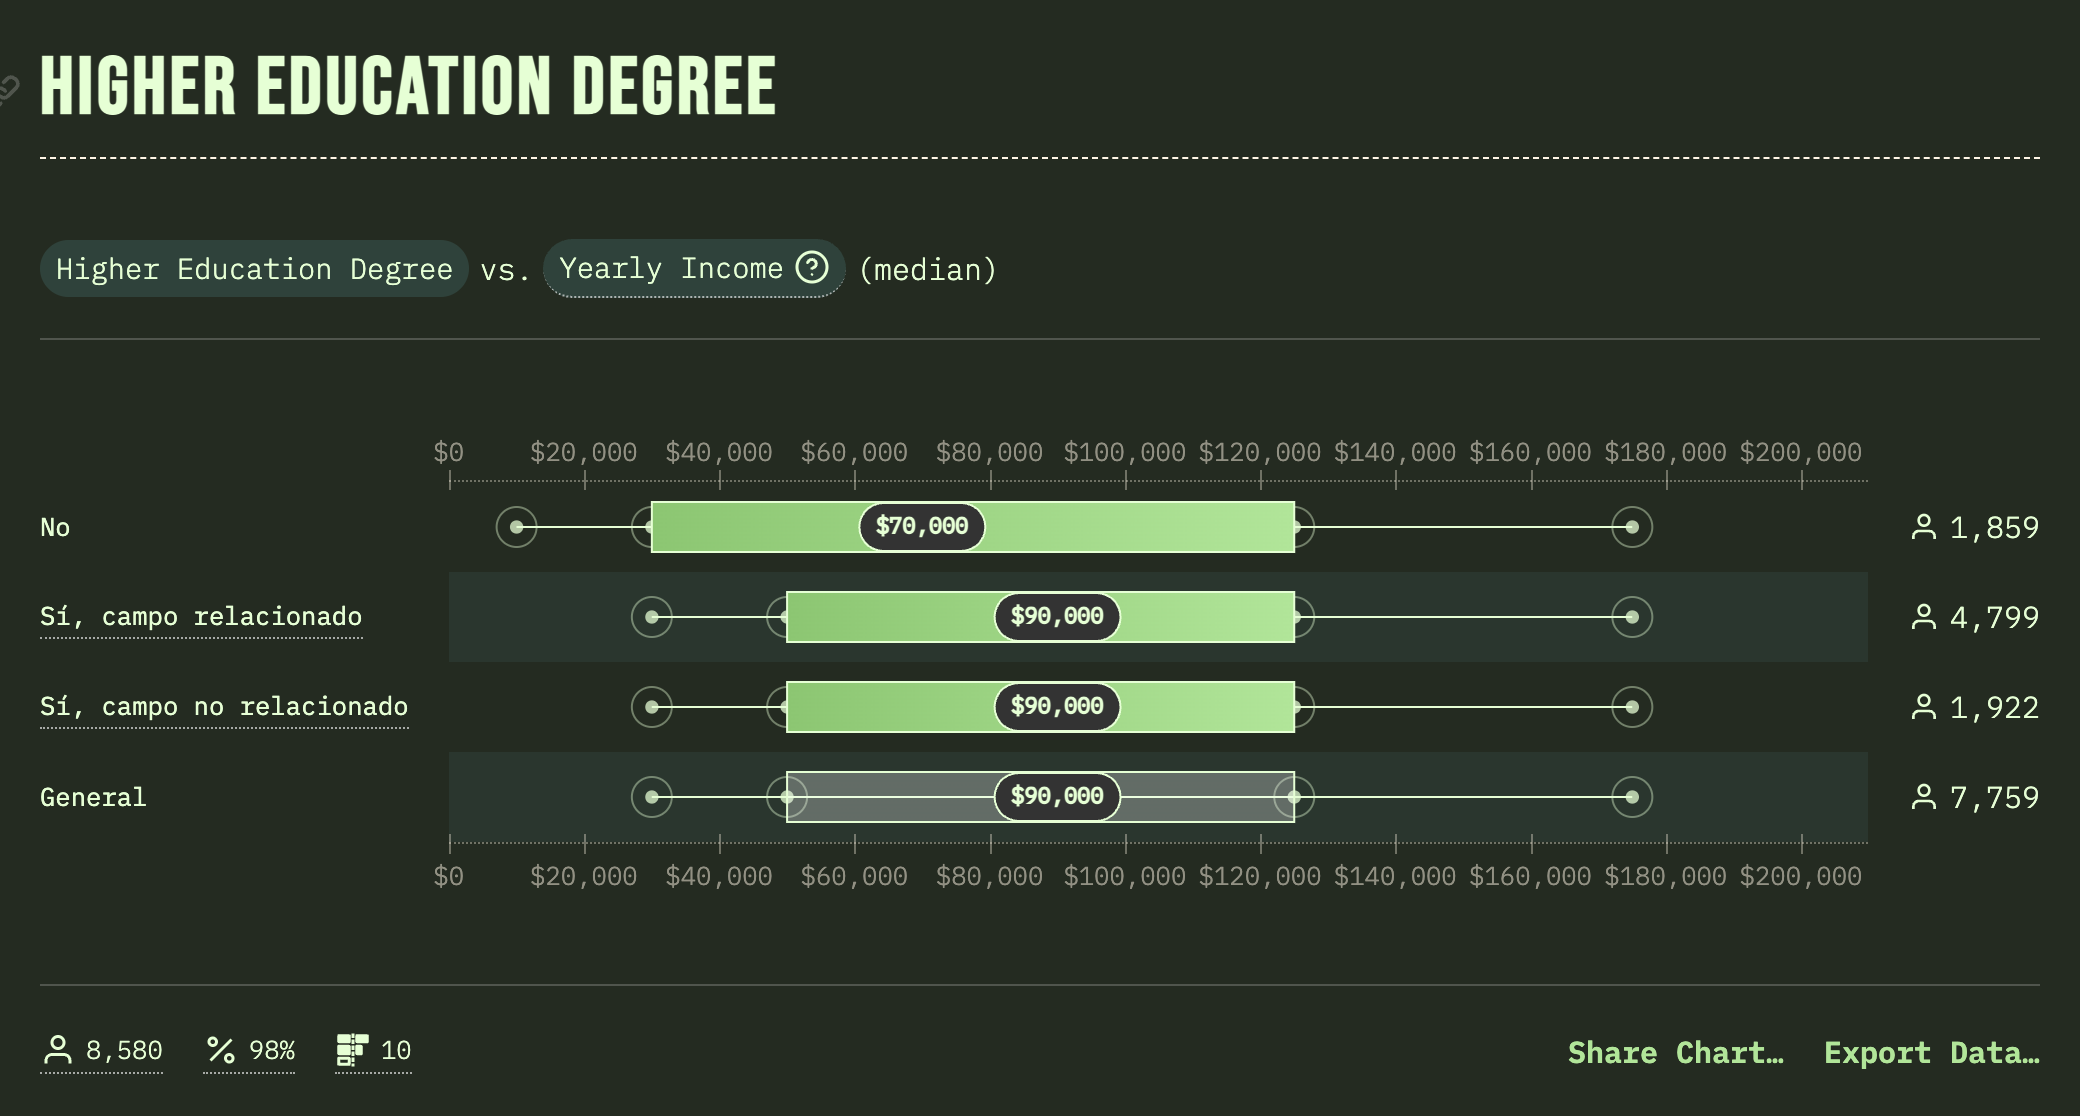 HIGHER EDUCATION DEGREE
Higher Education Degree vs. Yearly Income (median)
$0 $20,000 $40,000 $60,000 $80,000 $100,000 $120,000 $140,000 $160,000 $180,000 $200,000
No $70,000 1,859
Sí, campo relacionado $90,000 4,799
Sí, campo no relacionado $90,000 1,922
General $90,000 7,759
$0 $20,000 $40,000 $60,000 $80,000 $100,000 $120,000 $140,000 $160,000 $180,000 $200,000
8,580 98% 10 Share Chart… Export Data…